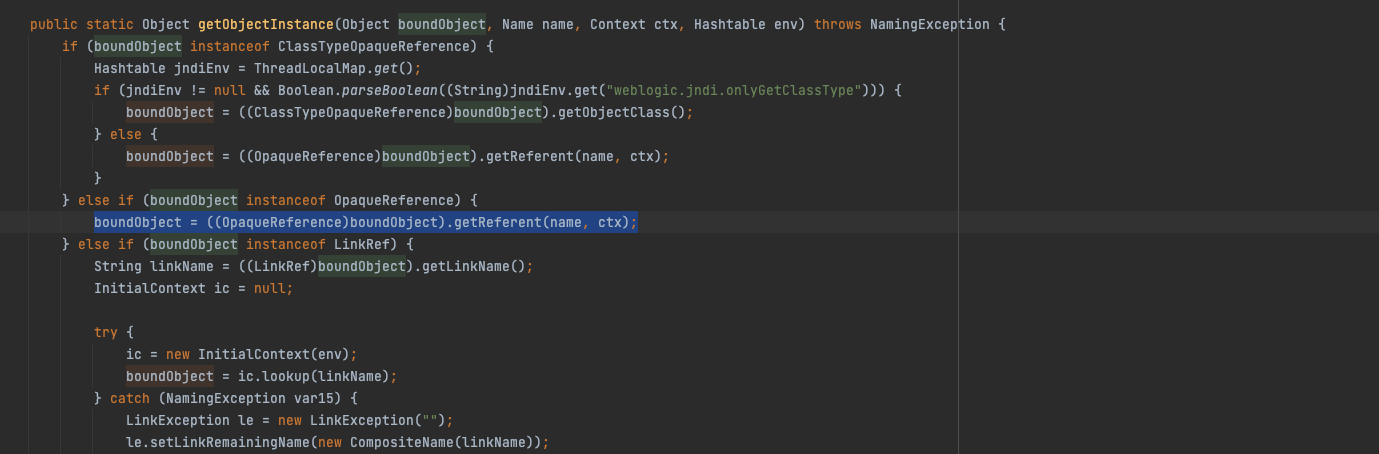 public static Object getObjectInstance(Object boundObject, Name name, Context ctx, Hashtable env) throws NamingException {
if (boundObject instanceof ClassTypeOpaqueReference) {
Hashtable jndiEnv = ThreadLocalMap.get();
if (jndiEnv != null && Boolean.parseBoolean((String)jndiEnv.get("weblogic.jndi.onlyGetClassType"))) {
boundObject = ((ClassTypeOpaqueReference)boundObject).getObjectClass();
} else {
boundObject = ((OpaqueReference)boundObject).getReferent(name, ctx);
}
} else if (boundObject instanceof OpaqueReference) {
boundObject = ((OpaqueReference)boundObject).getReferent(name, ctx);
} else if (boundObject instanceof LinkRef) {
String linkName = ((LinkRef)boundObject).getLinkName();
InitialContext ic = null;
try {
ic = new InitialContext(env);
boundObject = ic.lookup(linkName);
} catch (NamingException var15) {
LinkException le = new LinkException("");
le.setLinkRemainingName(new CompositeName(linkName));